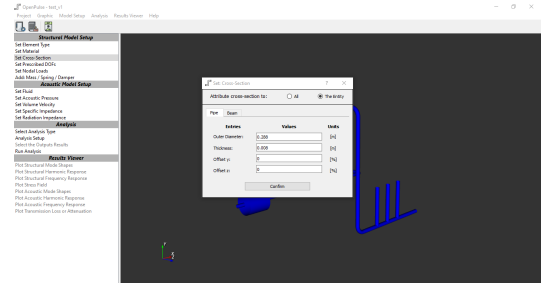 OpenPulse - test_v1
Project Graphic Model Setup Analysis Results Viewer Help
Structural Model Setup
Set Element Type
Set Material
Set Cross-Section
Set Prescribed DOFs
Set Nodal Loads
Add: Mass / Spring / Damper
Acoustic Model Setup
Set Fluid
Set Acoustic Pressure
Set Volume Velocity
Set Specific Impedance
Set Radiation Impedance
Analysis
Select Analysis Type
Analysis Setup
Select the Outputs Results
Run Analysis
Results Viewer
Plot Structural Mode Shapes
Plot Structural Harmonic Response
Plot Structural Frequency Response
Plot Stress Field
Plot Acoustic Mode Shapes
Plot Acoustic Harmonic Response
Plot Acoustic Frequency Response
Plot Transmission Loss or Attenuation
Set Cross-Section
Attribute cross-section to: All The Entity
Pipe Beam
Entries Values Units
Outer Diameter: 0.288 [m]
Thickness: 0.008 [m]
Offset y: 0 [%]
Offset z: 0 [%]
Confirm